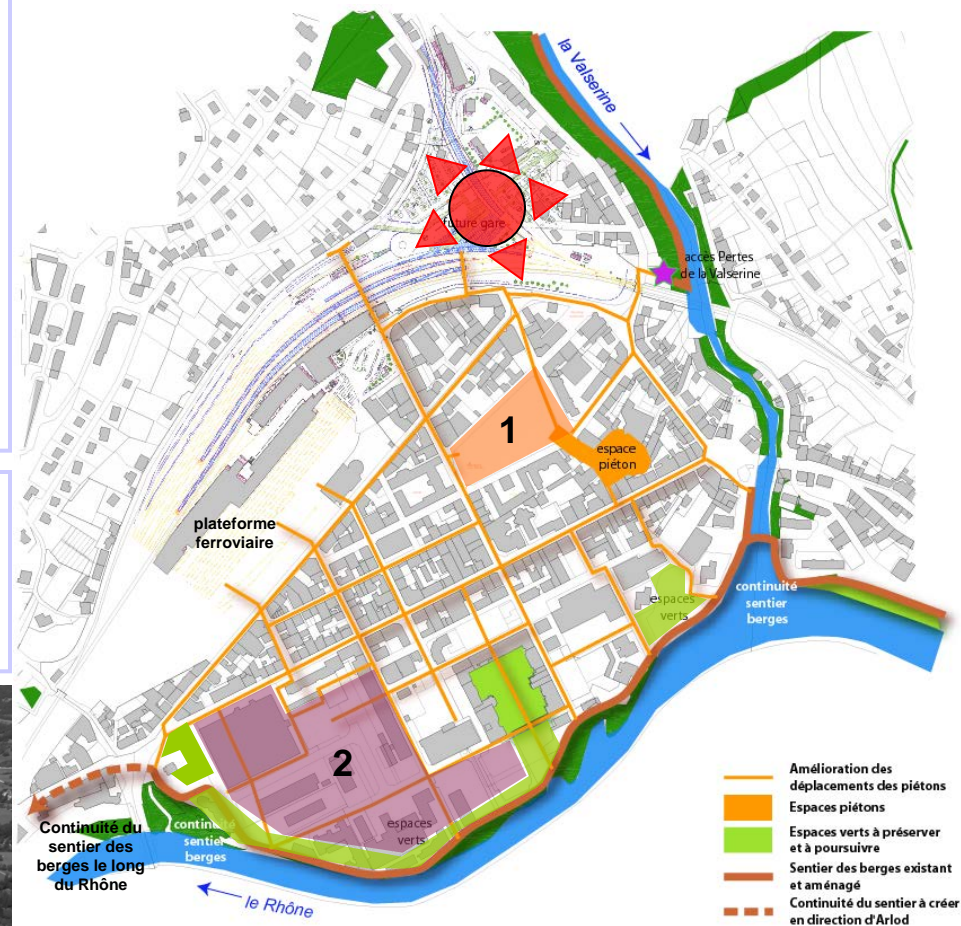 la Valserine
future gare
accès Pertes
de la Valserine
1
espace
piéton
plateforme
ferroviaire
espaces
verts
continuité
sentier
berges
2
espaces
verts
continuité
sentier
berges
Continuité du
sentier des
berges le long
du Rhône
le Rhône
Amélioration des
déplacements des piétons
Espaces piétons
Espaces verts à préserver
et à poursuivre
Sentier des berges existant
et aménagé
Continuité du sentier à créer
en direction d'Arlod